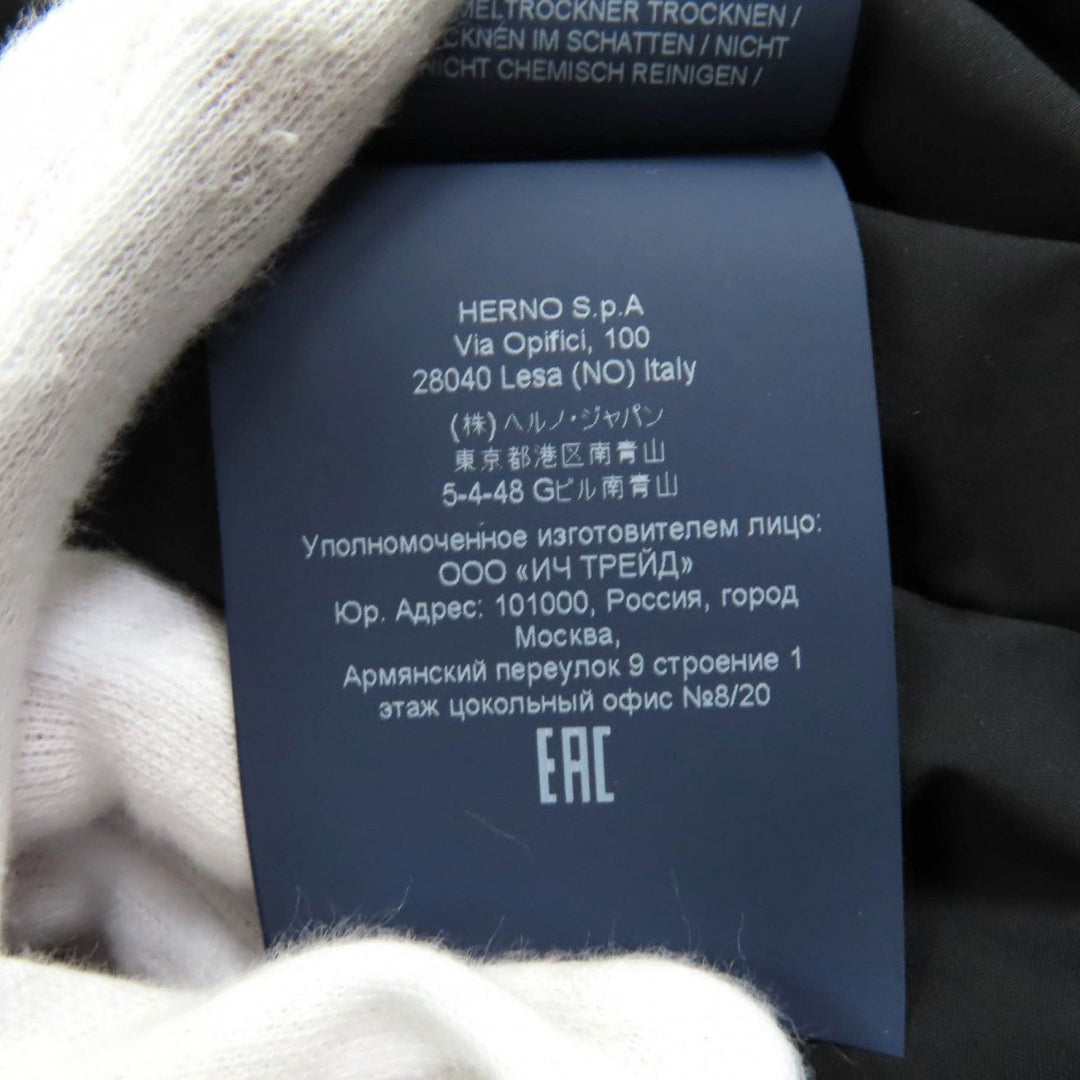 TROCKNEN /
IM SCHATTEN / NICHT
CHEMISCH REINIGEN /
HERNO S.p.A
Via Opifici, 100
28040 Lesa (NO) Italy
(株)ヘルノ・ジャパン
東京都港区南青山
5-4-48 Gビル南青山
Уполномоченное изготовителем лицо:
ООО «ИЧ ТРЕЙД»
Юр. Адрес: 101000, Россия, город
Москва,
Армянский переулок 9 строение 1
этаж цокольный офис №8/20
EAC